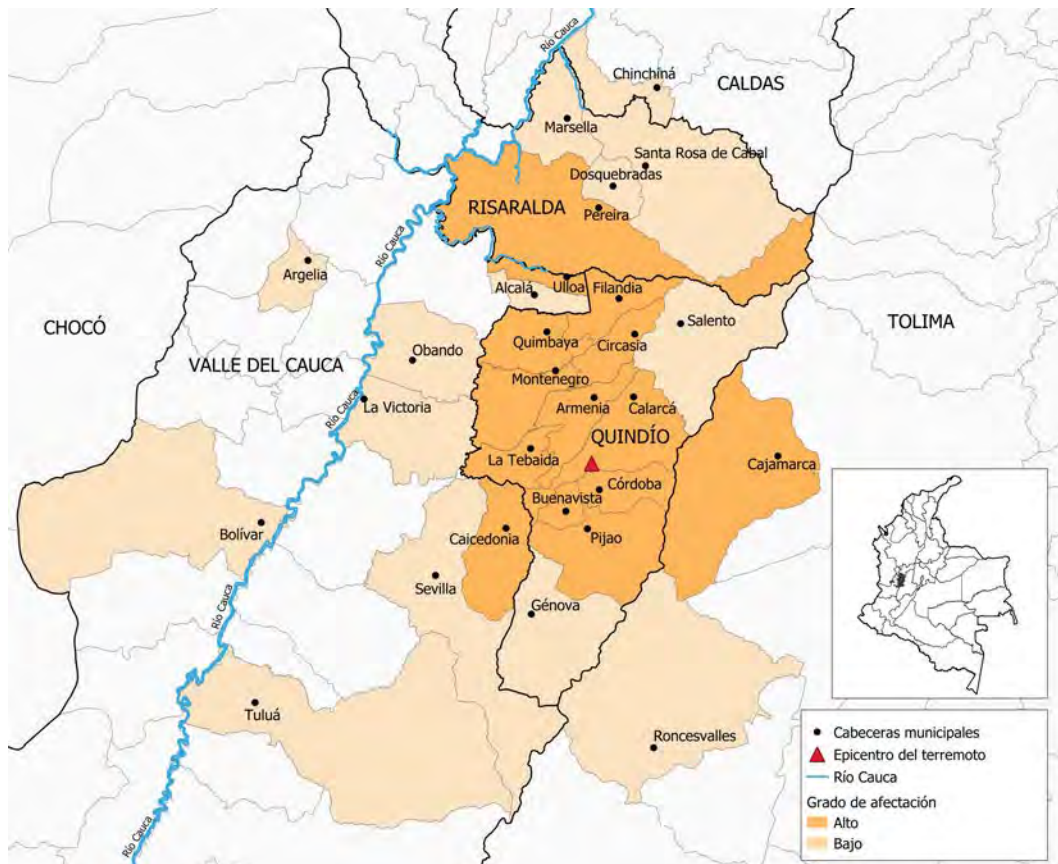 Río Cauca
Chinchiná
CALDAS
Marsella
Santa Rosa de Cabal
Dosquebradas
RISARALDA
Pereira
Río Cauca
Argelia
Ulloa
Alcalá
Filandia
CHOCÓ
Salento
TOLIMA
Quimbaya
Circasia
Obando
VALLE DEL CAUCA
Montenegro
Río Cauca
La Victoria
Armenia
Calarcá
QUINDÍO
La Tebaida
Cajamarca
Córdoba
Buenavista
Bolívar
Caicedonia
Pijao
Sevilla
Río Cauca
Génova
Tuluá
Roncesvalles
Río Cauca
Cabeceras municipales
Epicentro del terremoto
Río Cauca
Grado de afectación
Alto
Bajo